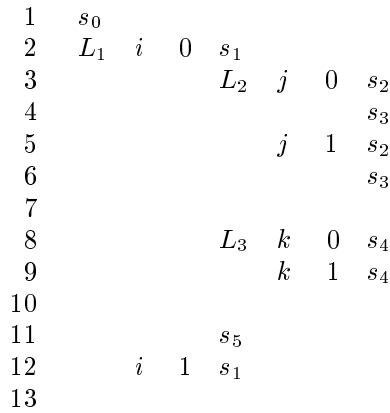 1 s₀
2 L₁ i 0 s₁
3 L₂ j 0 s₂
4 s₃
5 j 1 s₂
6 s₃
7
8 L₃ k 0 s₄
9 k 1 s₄
10
11 s₅
12 i 1 s₁
13